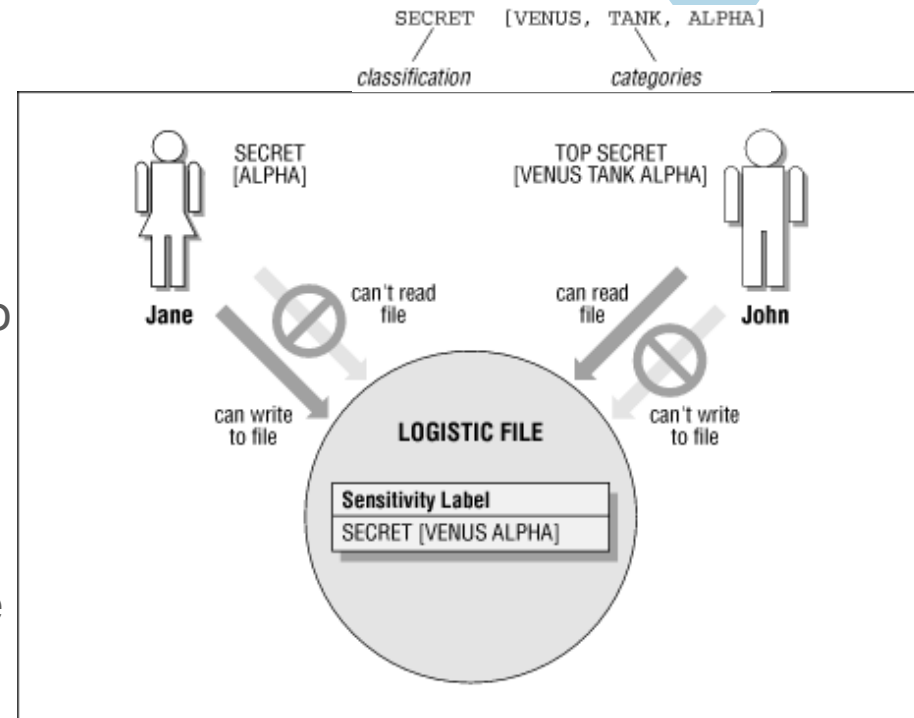 SECRET [VENUS, TANK, ALPHA]
classification categories
SECRET
[ALPHA]
TOP SECRET
[VENUS TANK ALPHA]
Jane
can't read
file
can read
file
John
can write
to file
can't write
to file
LOGISTIC FILE
Sensitivity Label
SECRET [VENUS ALPHA]